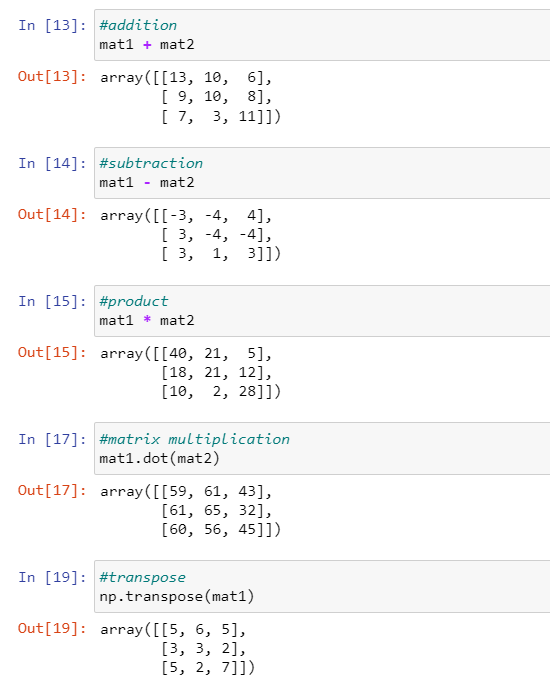 In [13]: #addition
mat1 + mat2
Out[13]: array([[13, 10,  6],
       [ 9, 10,  8],
       [ 7,  3, 11]])
In [14]: #subtraction
mat1 - mat2
Out[14]: array([[-3, -4,  4],
       [ 3, -4, -4],
       [ 3,  1,  3]])
In [15]: #product
mat1 * mat2
Out[15]: array([[40, 21,  5],
       [18, 21, 12],
       [10,  2, 28]])
In [17]: #matrix multiplication
mat1.dot(mat2)
Out[17]: array([[59, 61, 43],
       [61, 65, 32],
       [60, 56, 45]])
In [19]: #transpose
np.transpose(mat1)
Out[19]: array([[5, 6, 5],
       [3, 3, 2],
       [5, 2, 7]])